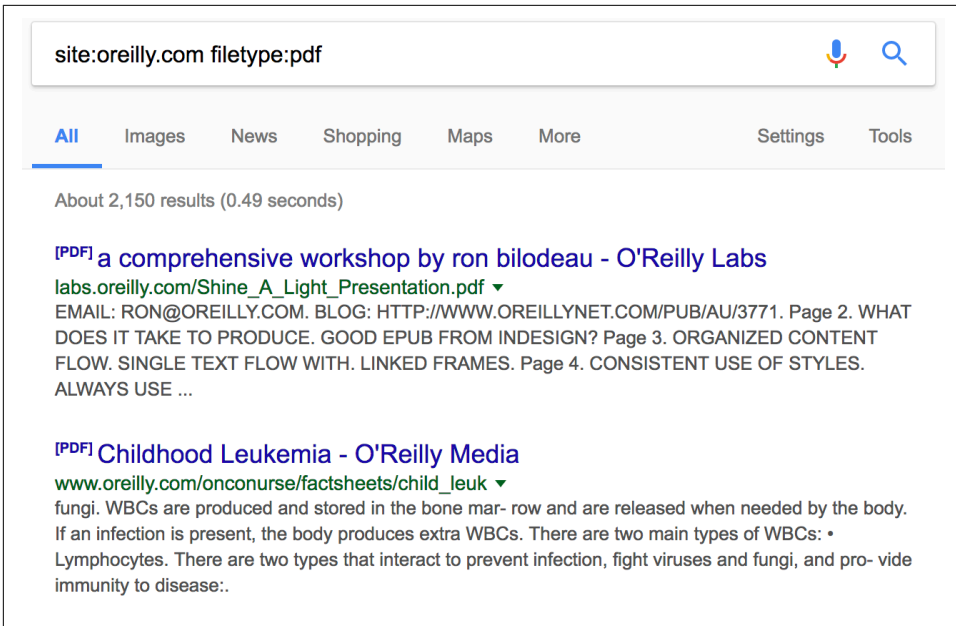 site:oreilly.com filetype:pdf
All Images News Shopping Maps More Settings Tools
About 2,150 results (0.49 seconds)
[PDF] a comprehensive workshop by ron bilodeau - O'Reilly Labs
labs.oreilly.com/Shine_A_Light_Presentation.pdf
EMAIL: RON@OREILLY.COM. BLOG: HTTP://WWW.OREILLYNET.COM/PUB/AU/3771. Page 2. WHAT
DOES IT TAKE TO PRODUCE. GOOD EPUB FROM INDESIGN? Page 3. ORGANIZED CONTENT
FLOW. SINGLE TEXT FLOW WITH. LINKED FRAMES. Page 4. CONSISTENT USE OF STYLES.
ALWAYS USE ...
[PDF] Childhood Leukemia - O'Reilly Media
www.oreilly.com/onconurse/factsheets/child_leuk
fungi. WBCs are produced and stored in the bone mar- row and are released when needed by the body.
If an infection is present, the body produces extra WBCs. There are two main types of WBCs: •
Lymphocytes. There are two types that interact to prevent infection, fight viruses and fungi, and pro- vide
immunity to disease:.